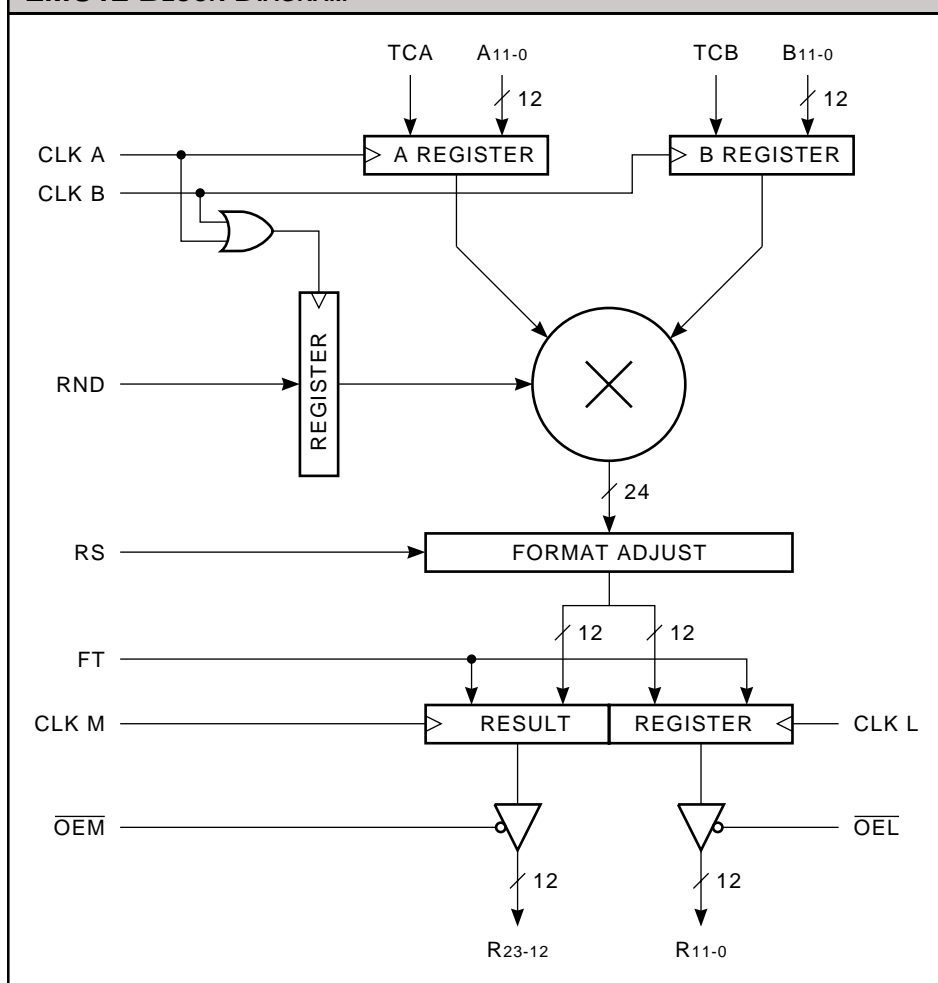 TCA A11-0 TCB B11-0
12 12
CLK A A REGISTER B REGISTER
CLK B
REGISTER
RND
24
RS FORMAT ADJUST
12 12
FT
CLK M RESULT REGISTER CLK L
OEM OEL
12 12
R23-12 R11-0